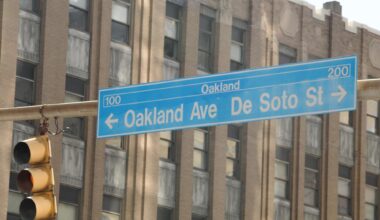 Oakland
100 200
← Oakland Ave De Soto St →